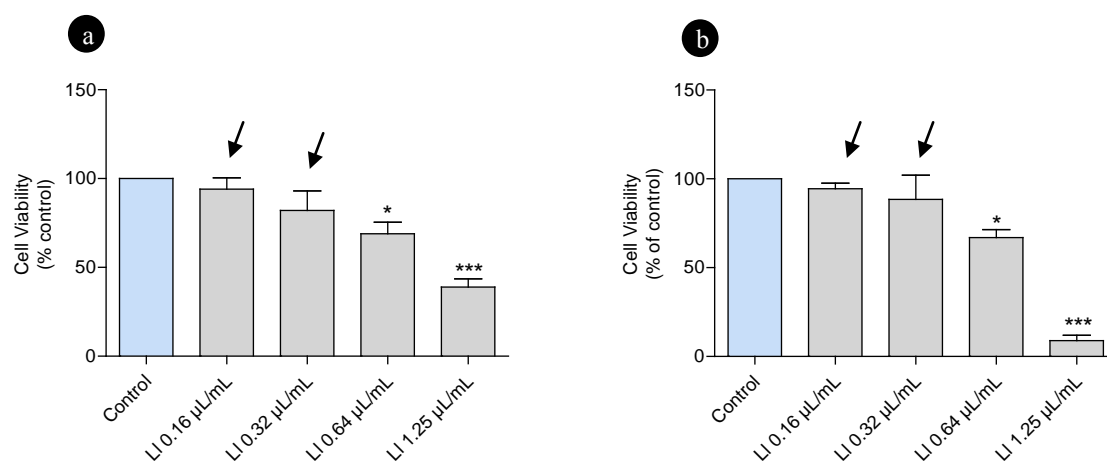 a
150
100
50
0
Cell Viability
(% control)
*
***
Control
LI 0.16 µL/mL
LI 0.32 µL/mL
LI 0.64 µL/mL
LI 1.25 µL/mL
b
150
100
50
0
Cell Viability
(% of control)
*
***
Control
LI 0.16 µL/mL
LI 0.32 µL/mL
LI 0.64 µL/mL
LI 1.25 µL/mL